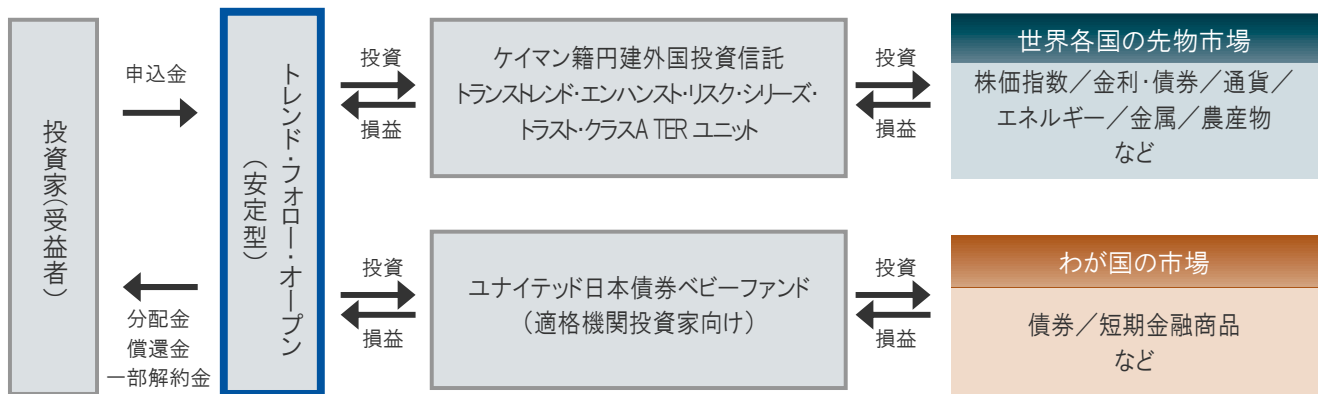 投資家(受益者)
申込金
分配金
償還金
一部解約金
トレンド・フォロー・オープン
(安定型)
投資
損益
ケイマン籍円建外国投資信託
トランストレンド・エンハンスト・リスク・シリーズ・
トラスト・クラスA TER ユニット
投資
損益
世界各国の先物市場
株価指数／金利・債券／通貨／
エネルギー／金属／農産物
など
投資
損益
ユナイテッド日本債券ベビーファンド
(適格機関投資家向け)
投資
損益
わが国の市場
債券／短期金融商品
など